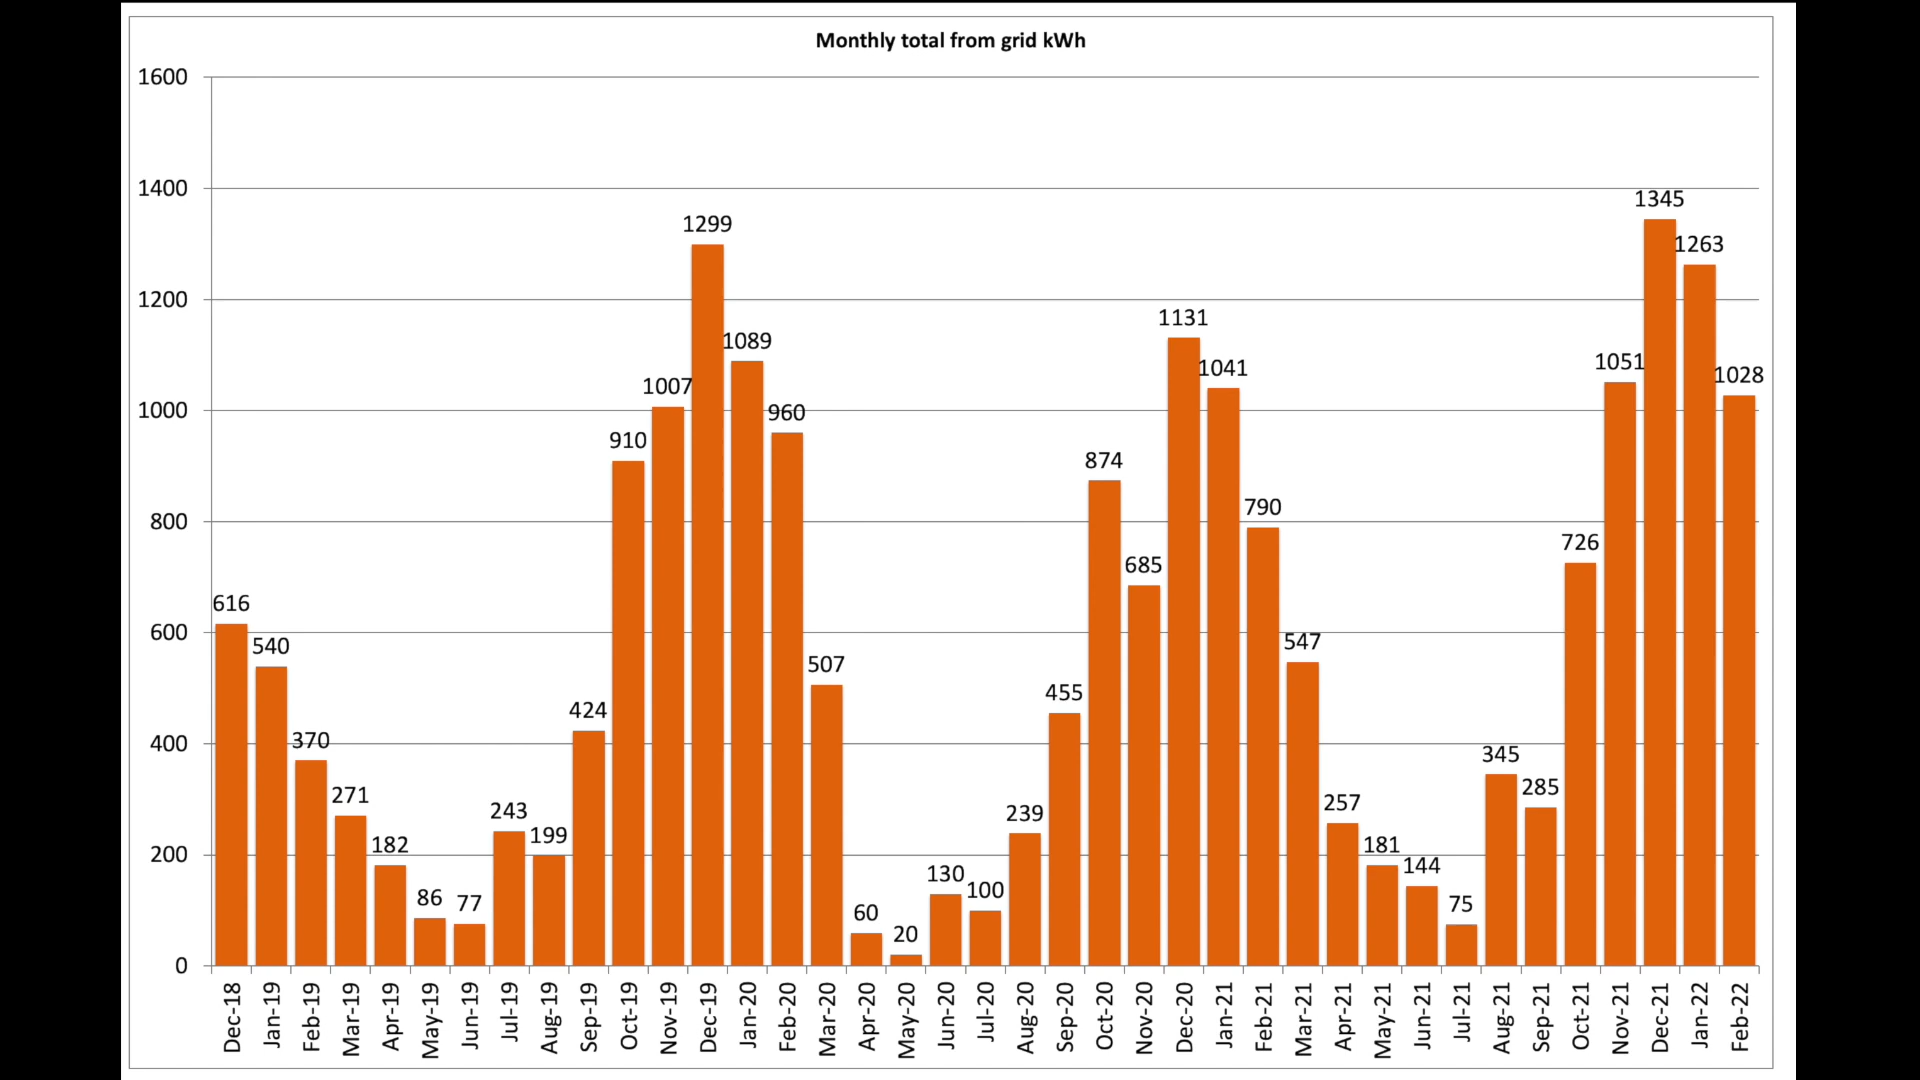 Monthly total from grid kWh
1600
1400
1200
1000
800
600
400
200
0
616
540
370
271
182
86
77
243
199
424
910
1007
1299
1089
960
507
60
20
130
100
239
455
874
685
1131
1041
790
547
257
181
144
75
345
285
726
1051
1345
1263
1028
Dec-18
Jan-19
Feb-19
Mar-19
Apr-19
May-19
Jun-19
Jul-19
Aug-19
Sep-19
Oct-19
Nov-19
Dec-19
Jan-20
Feb-20
Mar-20
Apr-20
May-20
Jun-20
Jul-20
Aug-20
Sep-20
Oct-20
Nov-20
Dec-20
Jan-21
Feb-21
Mar-21
Apr-21
May-21
Jun-21
Jul-21
Aug-21
Sep-21
Oct-21
Nov-21
Dec-21
Jan-22
Feb-22